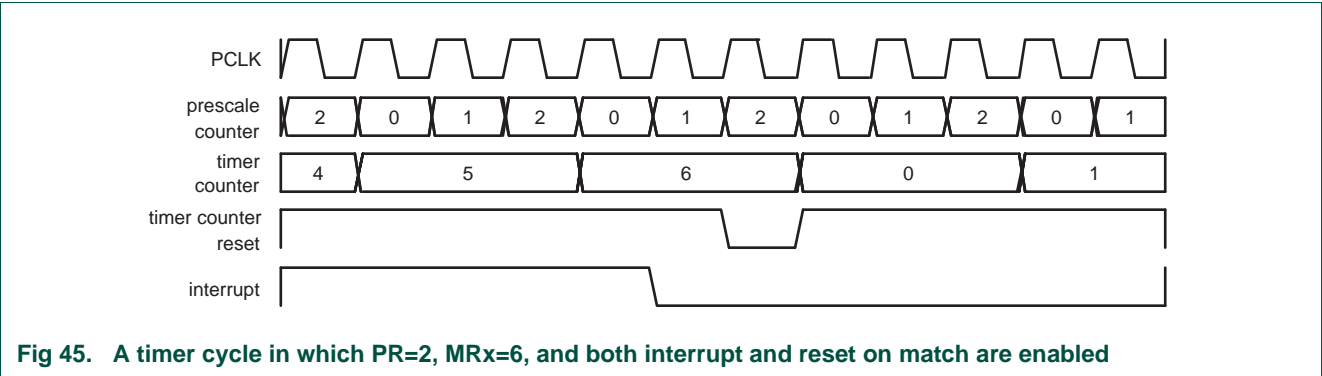 PCLK
prescale
counter
2 0 1 2 0 1 2 0 1 2 0 1
timer
counter
4 5 6 0 1
timer counter
reset
interrupt
Fig 45. A timer cycle in which PR=2, MRx=6, and both interrupt and reset on match are enabled